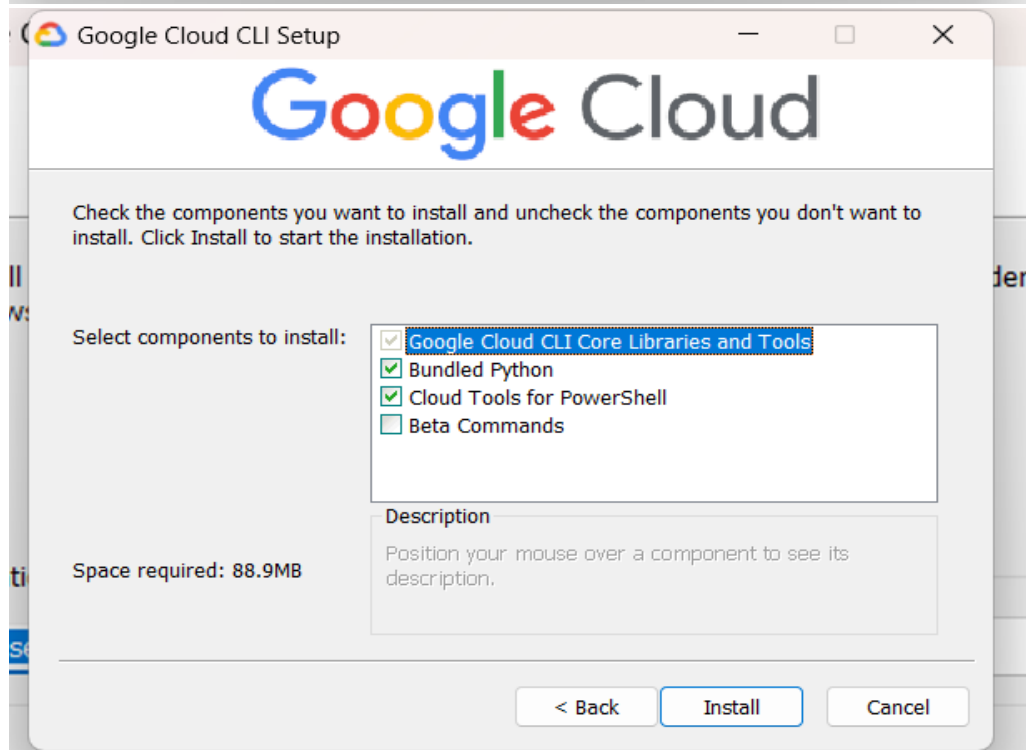 Google Cloud CLI Setup
Google Cloud
Check the components you want to install and uncheck the components you don't want to
install. Click Install to start the installation.
Select components to install:
Google Cloud CLI Core Libraries and Tools
Bundled Python
Cloud Tools for PowerShell
Beta Commands
Description
Position your mouse over a component to see its
description.
Space required: 88.9MB
< Back
Install
Cancel